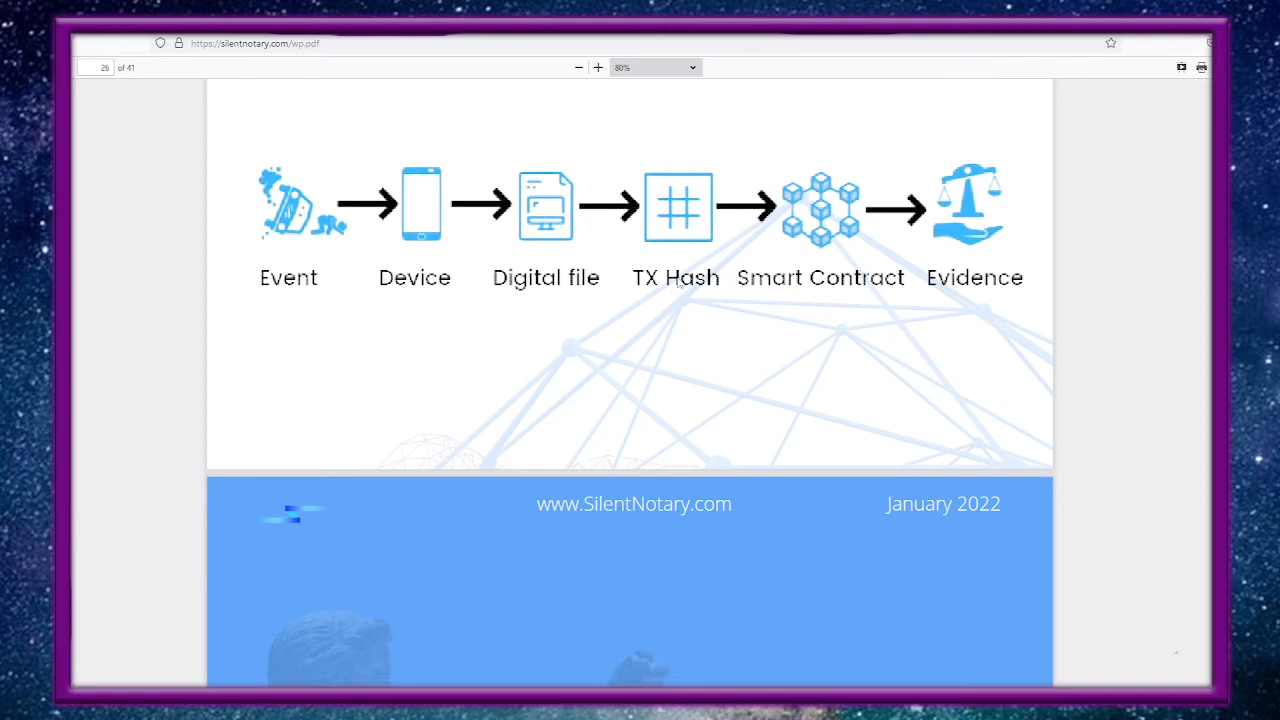 https://silentnotary.com/wp.pdf
26 of 41
80%
Event Device Digital file TX Hash Smart Contract Evidence
www.SilentNotary.com January 2022